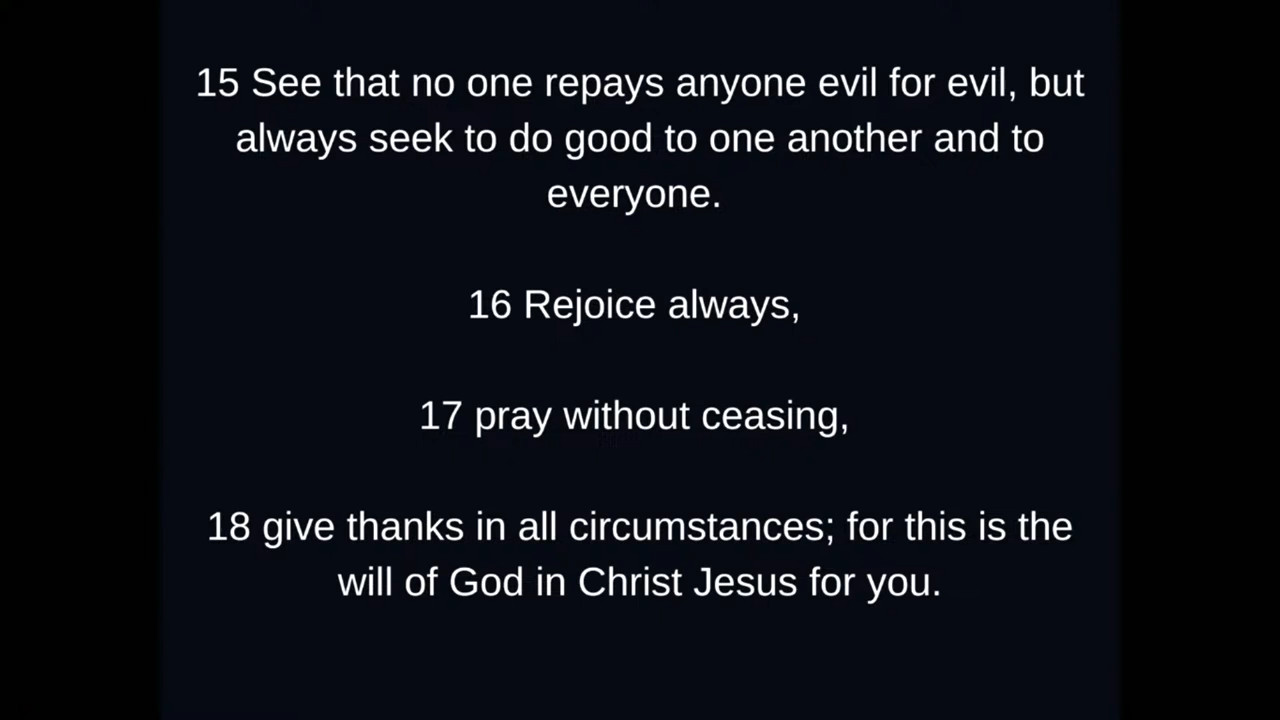 15 See that no one repays anyone evil for evil, but
always seek to do good to one another and to
everyone.
16 Rejoice always,
17 pray without ceasing,
18 give thanks in all circumstances; for this is the
will of God in Christ Jesus for you.